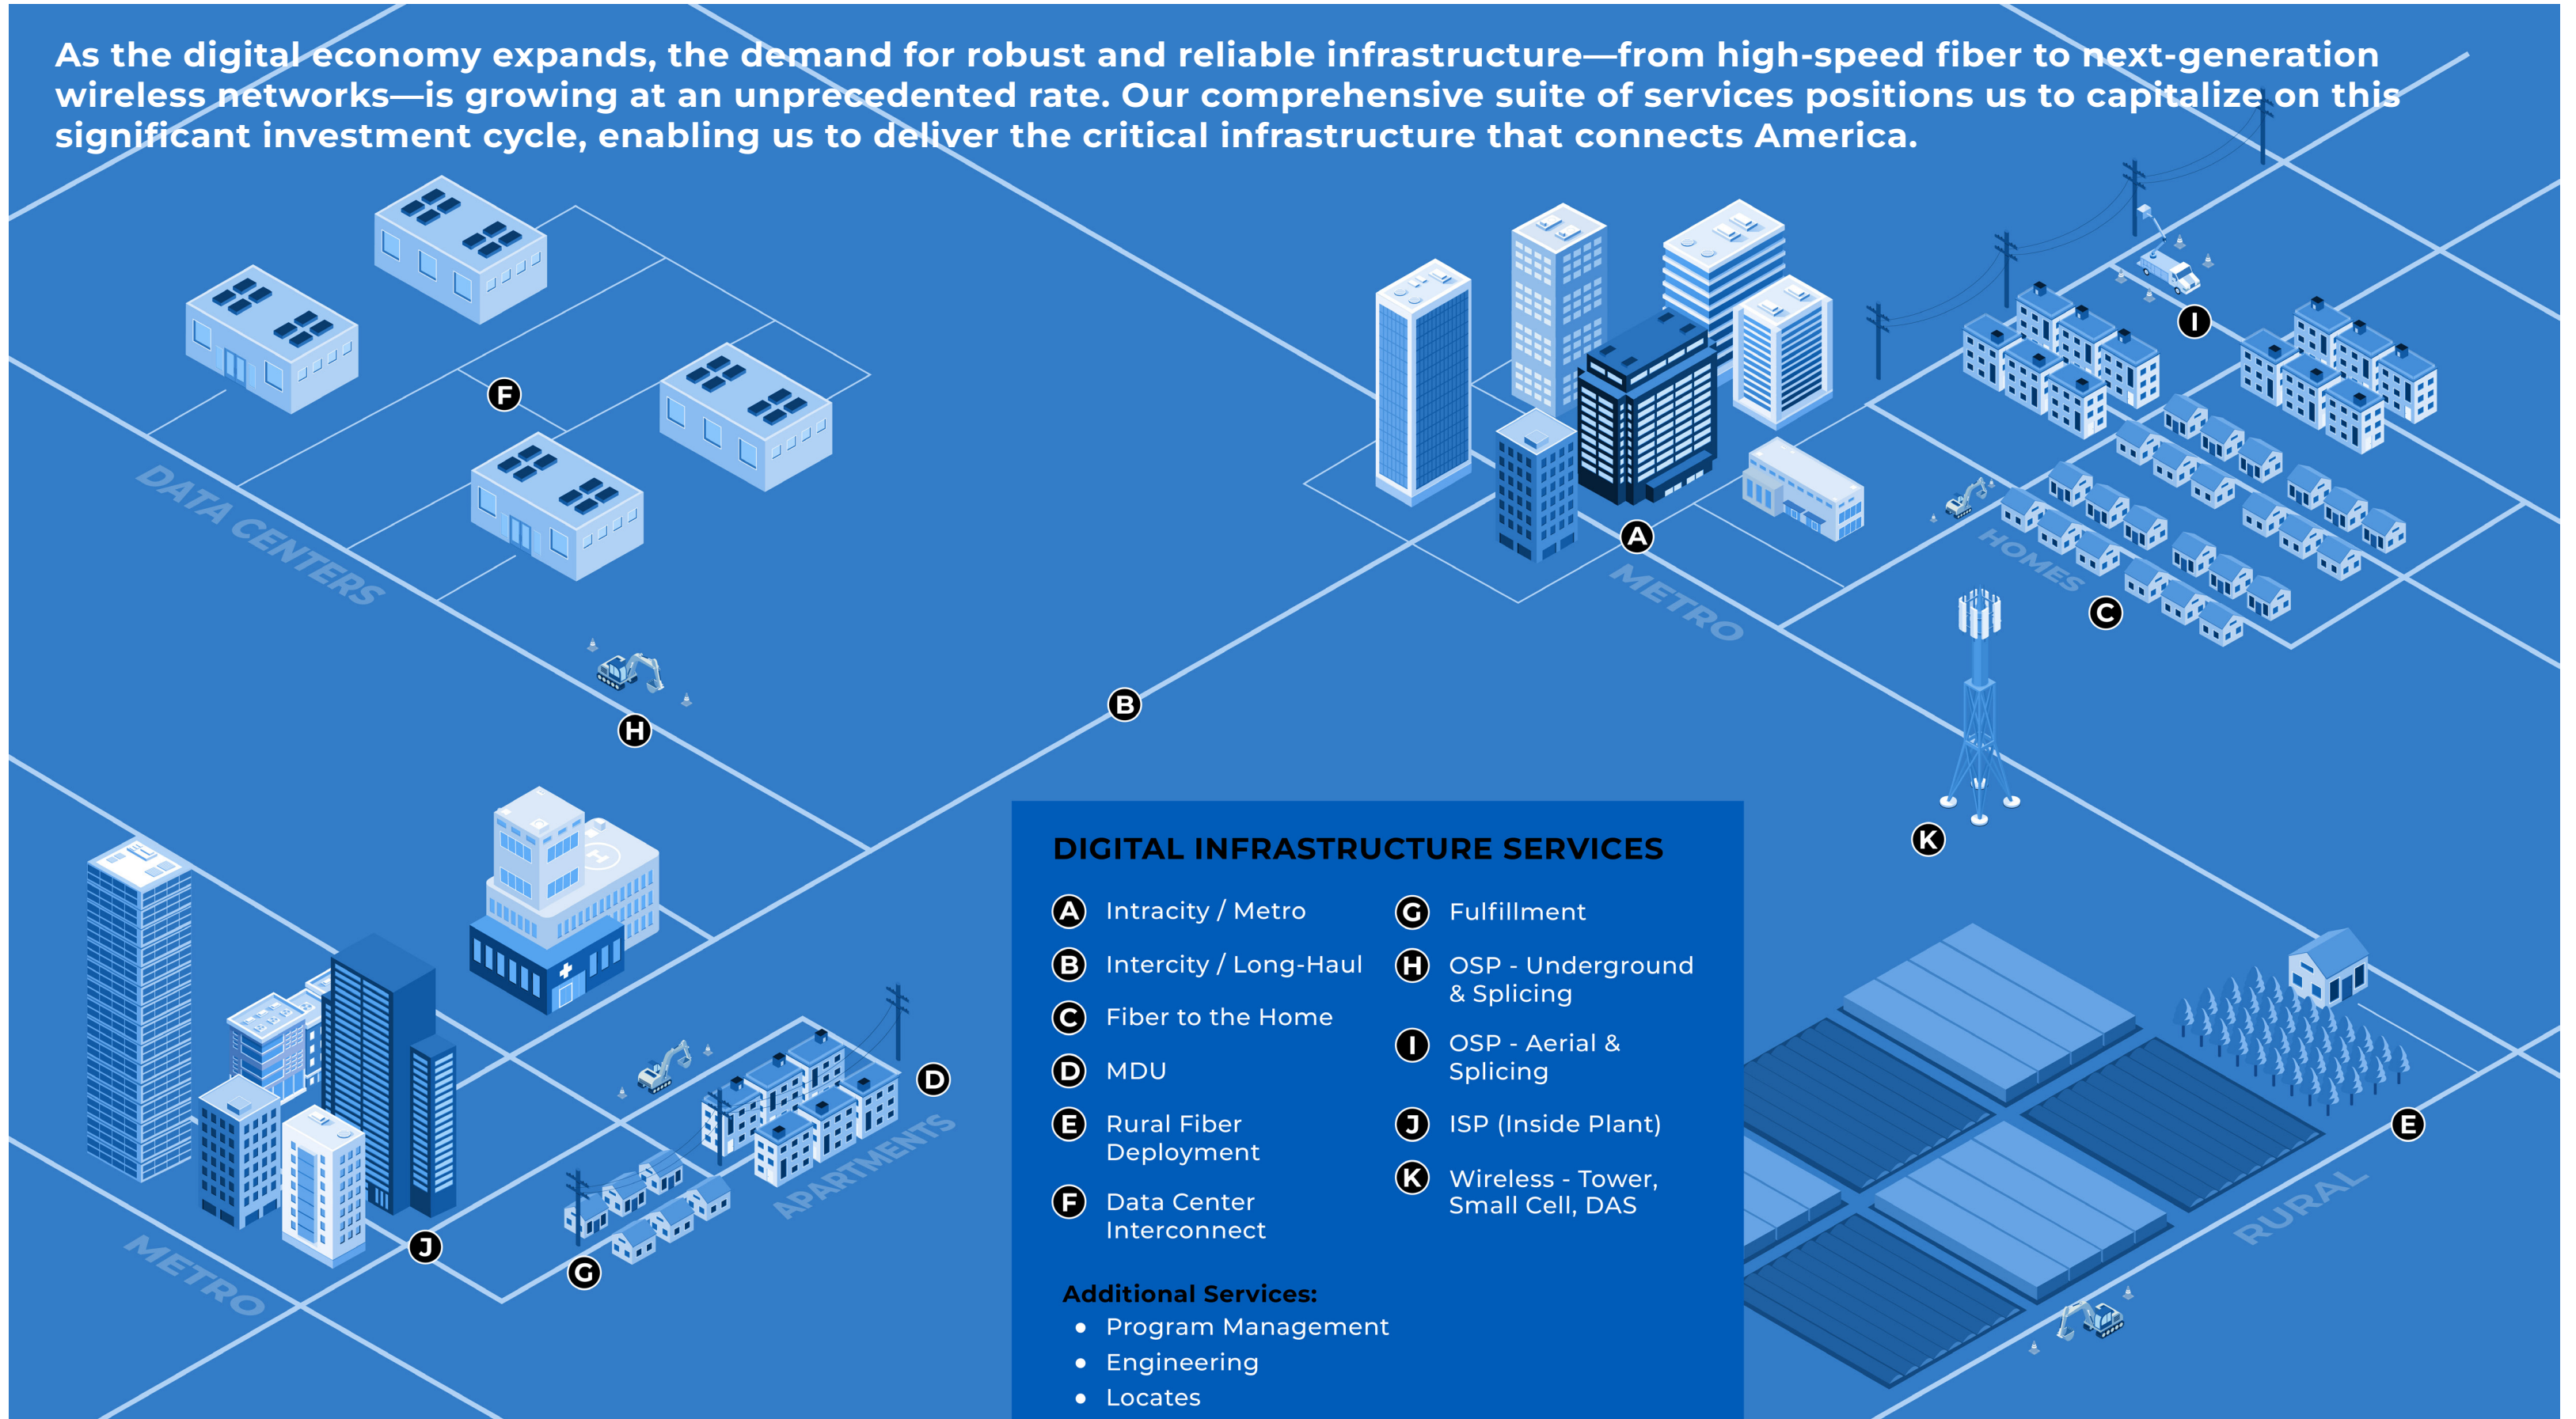 As the digital economy expands, the demand for robust and reliable infrastructure—from high-speed fiber to next-generation
wireless networks—is growing at an unprecedented rate. Our comprehensive suite of services positions us to capitalize on this
significant investment cycle, enabling us to deliver the critical infrastructure that connects America.
I
F
DATA CENTERS
A
METRO
HOMES
C
B
H
K
H
D
APARTMENTS
J
G
METRO
E
RURAL
DIGITAL INFRASTRUCTURE SERVICES
A Intracity / Metro
B Intercity / Long-Haul
C Fiber to the Home
D MDU
E Rural Fiber
Deployment
F Data Center
Interconnect
G Fulfillment
H OSP - Underground
& Splicing
I OSP - Aerial &
Splicing
J ISP (Inside Plant)
K Wireless - Tower,
Small Cell, DAS
Additional Services:
• Program Management
• Engineering
• Locates